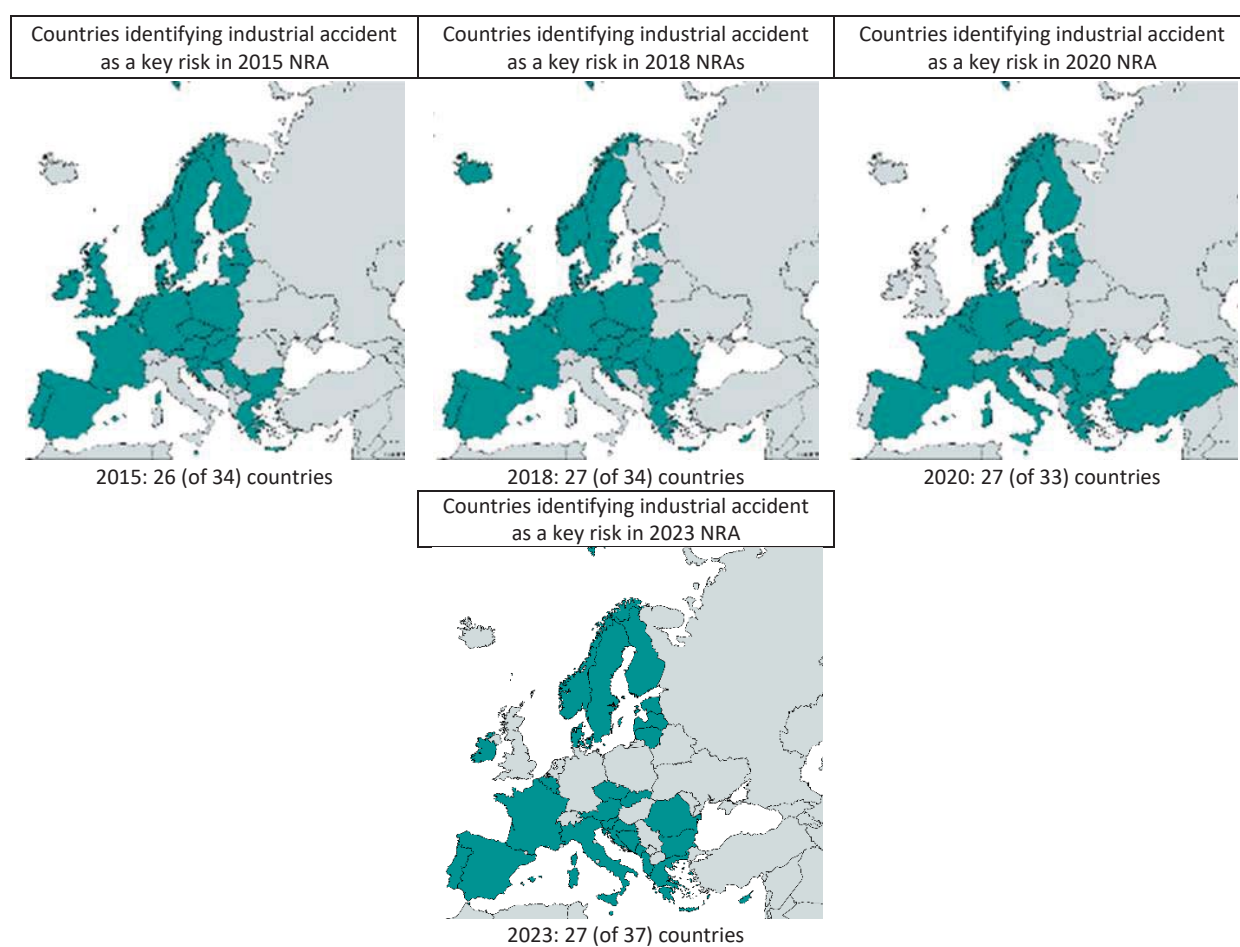 Countries identifying industrial accident
as a key risk in 2015 NRA
Countries identifying industrial accident
as a key risk in 2018 NRAs
Countries identifying industrial accident
as a key risk in 2020 NRA
2015: 26 (of 34) countries
2018: 27 (of 34) countries
2020: 27 (of 33) countries
Countries identifying industrial accident
as a key risk in 2023 NRA
2023: 27 (of 37) countries